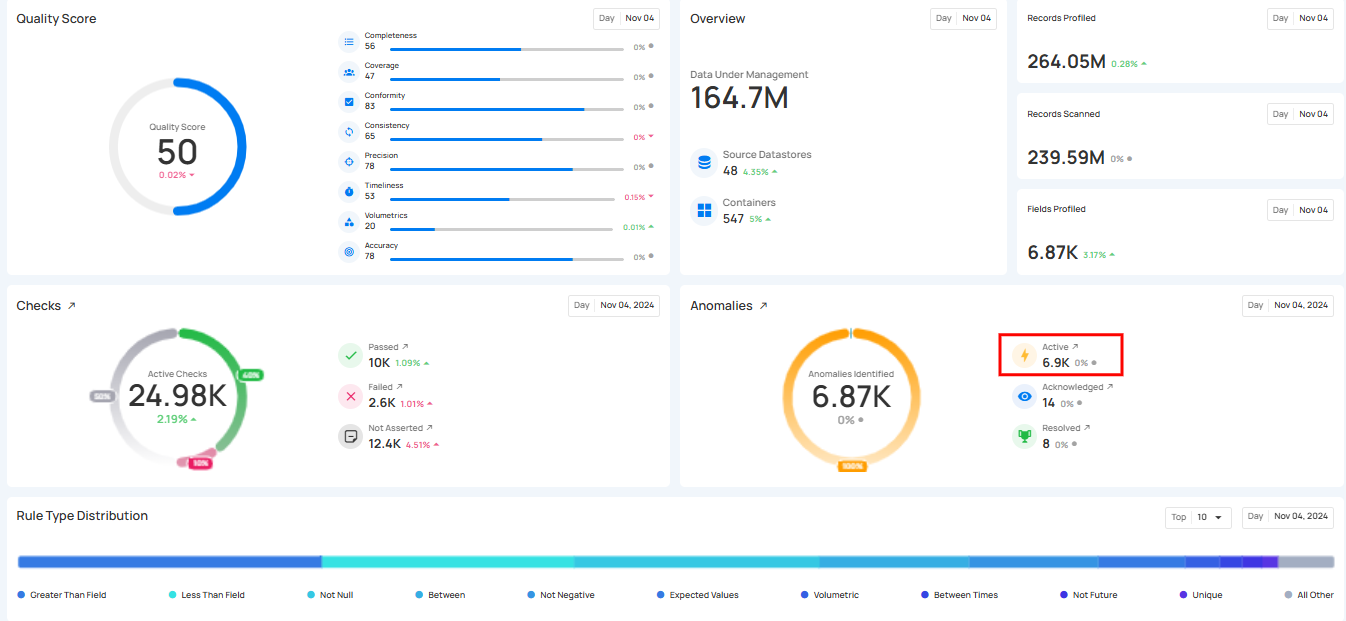 Quality Score
Day Nov 04
Quality Score
50
0.02%
Completeness
56
0%
Coverage
47
0%
Conformity
83
0%
Consistency
65
0%
Precision
78
0%
Timeliness
53
0.15%
Volumetrics
20
0.01%
Accuracy
78
0%
Overview
Day Nov 04
Data Under Management
164.7M
Source Datastores
48 4.35%
Containers
547 5%
Records Profiled
Day Nov 04
264.05M 0.28%
Records Scanned
Day Nov 04
239.59M 0%
Fields Profiled
Day Nov 04
6.87K 3.17%
Checks
Day Nov 04, 2024
Active Checks
24.98K
2.19%
40%
50%
10%
Passed
10K 1.09%
Failed
2.6K 1.01%
Not Asserted
12.4K 4.51%
Anomalies
Day Nov 04, 2024
Anomalies Identified
6.87K
0%
100%
Active
6.9K 0%
Acknowledged
14 0%
Resolved
8 0%
Rule Type Distribution
Top 10
Day Nov 04, 2024
Greater Than Field
Less Than Field
Not Null
Between
Not Negative
Expected Values
Volumetric
Between Times
Not Future
Unique
All Other